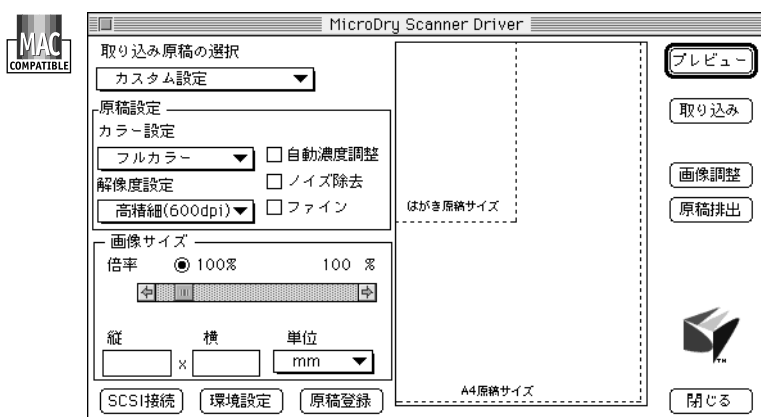 MAC
COMPATIBLE
MicroDry Scanner Driver
取り込み原稿の選択
カスタム設定
原稿設定
カラー設定
フルカラー
自動濃度調整
解像度設定
ノイズ除去
高精細(600dpi)
ファイン
画像サイズ
倍率 100% 100 %
縦 横 単位
x mm
SCSI接続 環境設定 原稿登録
はがき原稿サイズ
A4原稿サイズ
プレビュー
取り込み
画像調整
原稿排出
TM
閉じる